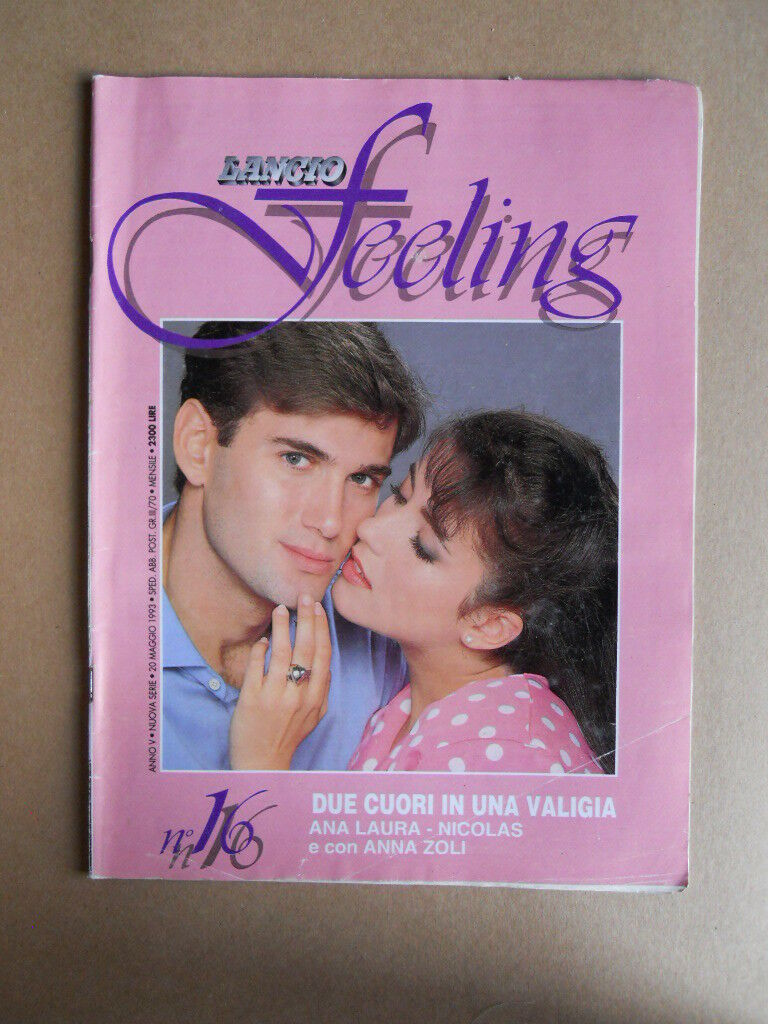 LANCIO
feeling
ANNO V • NUOVA SERIE • 20 MAGGIO 1993 • SPED. ABB. POST. GR.III/70 • MENSILE • 2300 LIRE
n° 16
DUE CUORI IN UNA VALIGIA
ANA LAURA - NICOLAS
e con ANNA ZOLI